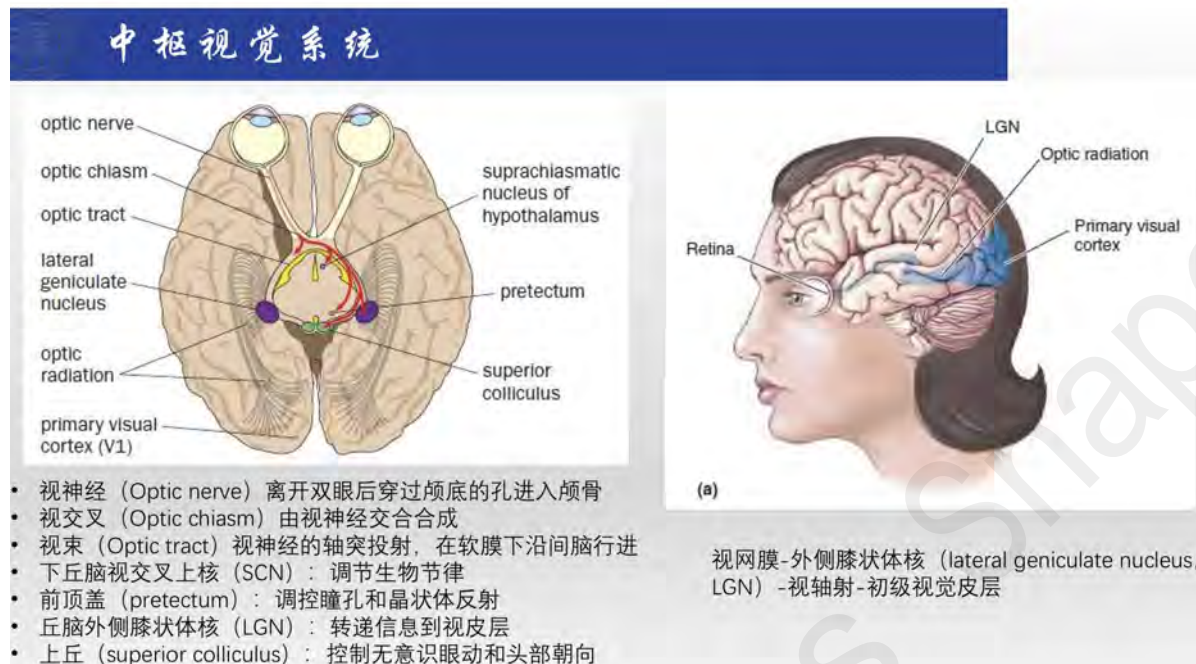 中枢视觉系统
optic nerve
optic chiasm
optic tract
lateral
geniculate
nucleus
optic
radiation
primary visual
cortex (V1)
suprachiasmatic
nucleus of
hypothalamus
pretectum
superior
colliculus
LGN
Optic radiation
Primary visual
cortex
Retina
(a)
• 视神经（Optic nerve）离开双眼后穿过颅底的孔进入颅骨
• 视交叉（Optic chiasm）由视神经交合合成
• 视束（Optic tract）视神经的轴突投射，在软膜下沿间脑行进
• 下丘脑视交叉上核（SCN）：调节生物节律
• 前顶盖（pretectum）：调控瞳孔和晶状体反射
• 丘脑外侧膝状体核（LGN）：转递信息到视皮层
• 上丘（superior colliculus）：控制无意识眼动和头部朝向
视网膜-外侧膝状体核（lateral geniculate nucleus,
LGN）-视轴射-初级视觉皮层